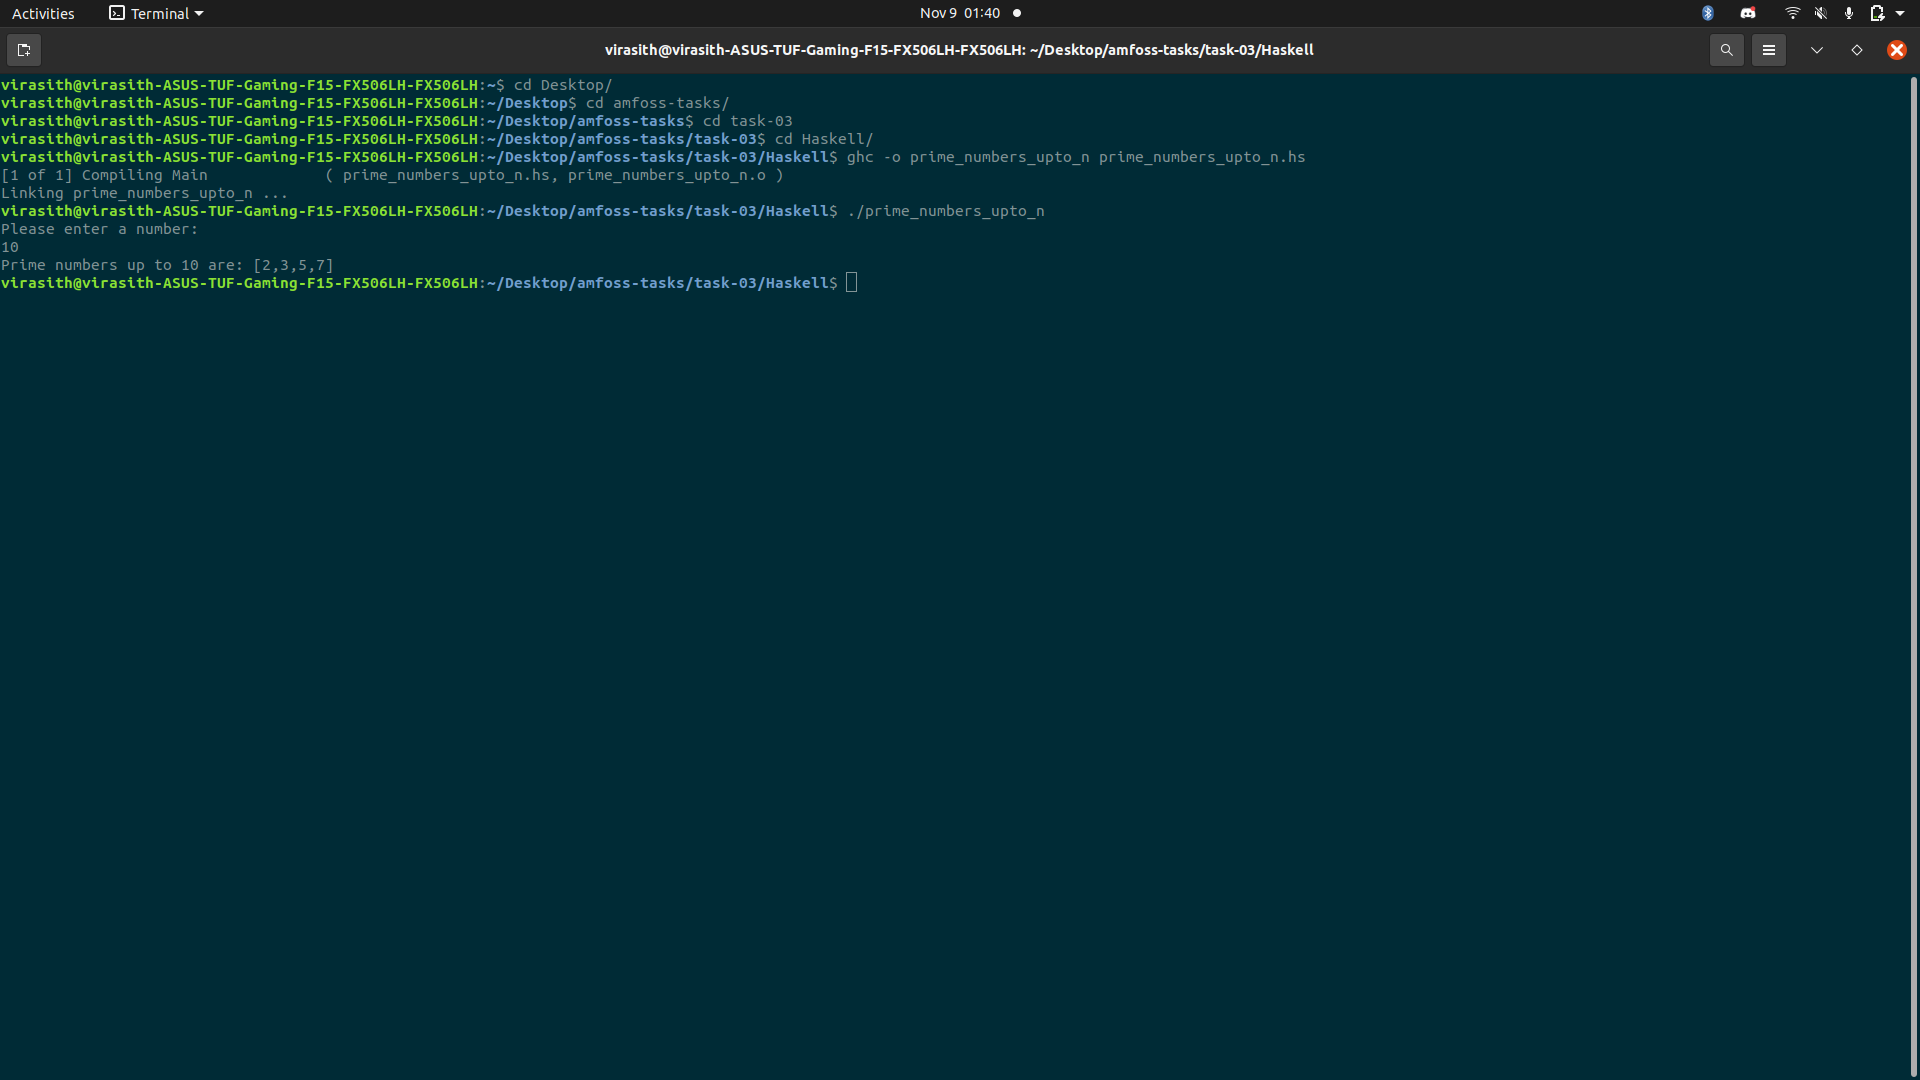 Activities Terminal Nov 9 01:40
virasith@virasith-ASUS-TUF-Gaming-F15-FX506LH-FX506LH: ~/Desktop/amfoss-tasks/task-03/Haskell
virasith@virasith-ASUS-TUF-Gaming-F15-FX506LH-FX506LH:~$ cd Desktop/
virasith@virasith-ASUS-TUF-Gaming-F15-FX506LH-FX506LH:~/Desktop$ cd amfoss-tasks/
virasith@virasith-ASUS-TUF-Gaming-F15-FX506LH-FX506LH:~/Desktop/amfoss-tasks$ cd task-03
virasith@virasith-ASUS-TUF-Gaming-F15-FX506LH-FX506LH:~/Desktop/amfoss-tasks/task-03$ cd Haskell/
virasith@virasith-ASUS-TUF-Gaming-F15-FX506LH-FX506LH:~/Desktop/amfoss-tasks/task-03/Haskell$ ghc -o prime_numbers_upto_n prime_numbers_upto_n.hs
[1 of 1] Compiling Main             ( prime_numbers_upto_n.hs, prime_numbers_upto_n.o )
Linking prime_numbers_upto_n ...
virasith@virasith-ASUS-TUF-Gaming-F15-FX506LH-FX506LH:~/Desktop/amfoss-tasks/task-03/Haskell$ ./prime_numbers_upto_n
Please enter a number:
10
Prime numbers up to 10 are: [2,3,5,7]
virasith@virasith-ASUS-TUF-Gaming-F15-FX506LH-FX506LH:~/Desktop/amfoss-tasks/task-03/Haskell$